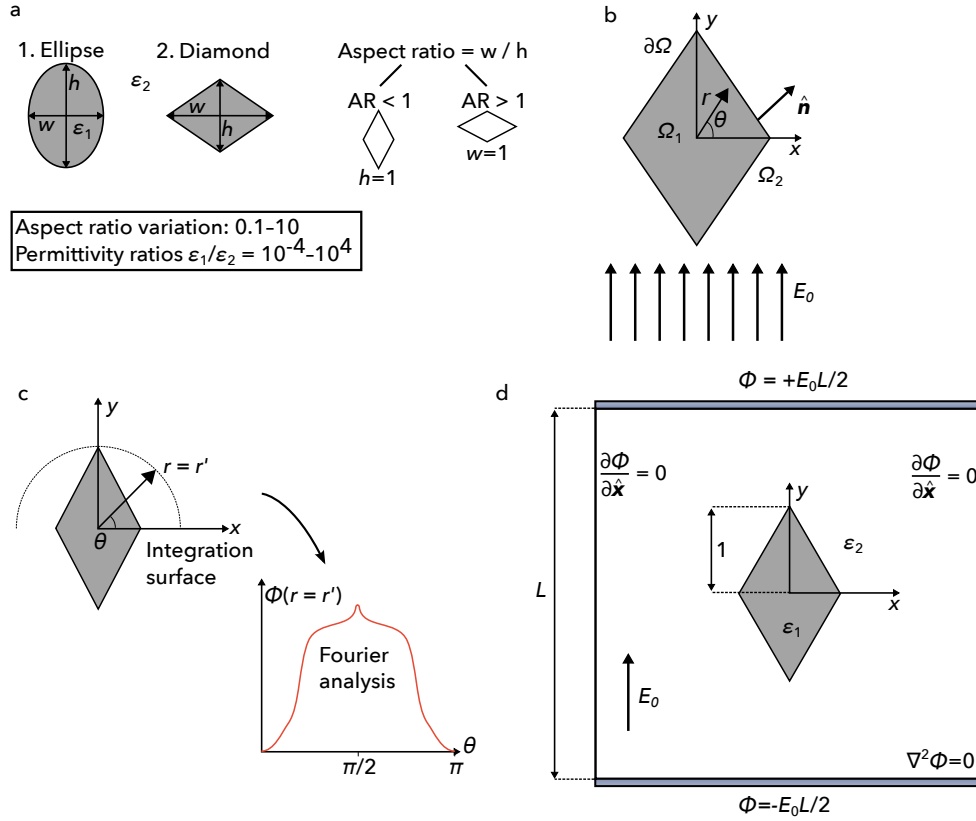 a
1. Ellipse
2. Diamond
ε₂
h
w
ε₁
w
h
Aspect ratio = w / h
AR < 1
AR > 1
h=1
w=1
Aspect ratio variation: 0.1–10
Permittivity ratios ε₁/ε₂ = 10⁻⁴–10⁴
b
y
∂Ω
r
n̂
θ
Ω₁
x
Ω₂
E₀
c
y
r = r'
x
θ
Integration
surface
Φ(r = r')
Fourier
analysis
θ
π/2
π
d
Φ = +E₀L/2
∂Φ/∂x̂ = 0
∂Φ/∂x̂ = 0
y
1
ε₂
L
x
ε₁
E₀
∇²Φ=0
Φ=-E₀L/2